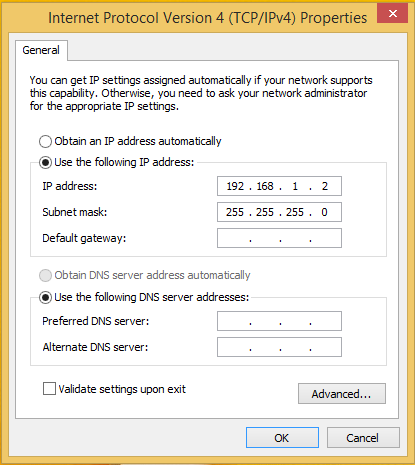 Internet Protocol Version 4 (TCP/IPv4) Properties
General
You can get IP settings assigned automatically if your network supports
this capability. Otherwise, you need to ask your network administrator
for the appropriate IP settings.
Obtain an IP address automatically
Use the following IP address:
IP address: 192 . 168 . 1 . 2
Subnet mask: 255 . 255 . 255 . 0
Default gateway: . . .
Obtain DNS server address automatically
Use the following DNS server addresses:
Preferred DNS server: . . .
Alternate DNS server: . . .
Validate settings upon exit
Advanced...
OK Cancel